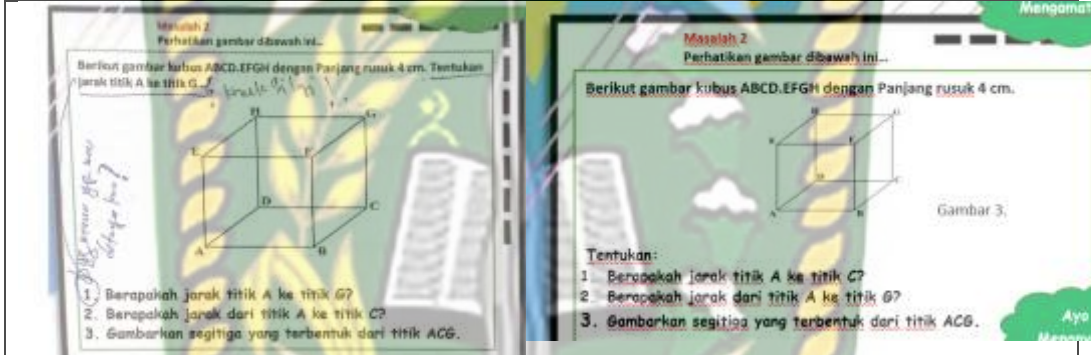 Masalah 2
Perhatikan gambar dibawah ini...
Berikut gambar kubus ABCD.EFGH dengan Panjang rusuk 4 cm. Tentukan
jarak titik A ke titik G...
H G
E F
D C
A B
1. Berapakah jarak titik A ke titik G?
2. Berapakah jarak dari titik A ke titik C?
3. Gambarkan segitiga yang terbentuk dari titik ACG.
Mengamat
Masalah 2
Perhatikan gambar dibawah ini...
Berikut gambar kubus ABCD.EFGH dengan Panjang rusuk 4 cm.
H G
E F
D C
A B
Gambar 3.
Tentukan:
1. Berapakah jarak titik A ke titik C?
2. Berapakah jarak dari titik A ke titik G?
3. Gambarkan segitiga yang terbentuk dari titik ACG.
Ayo